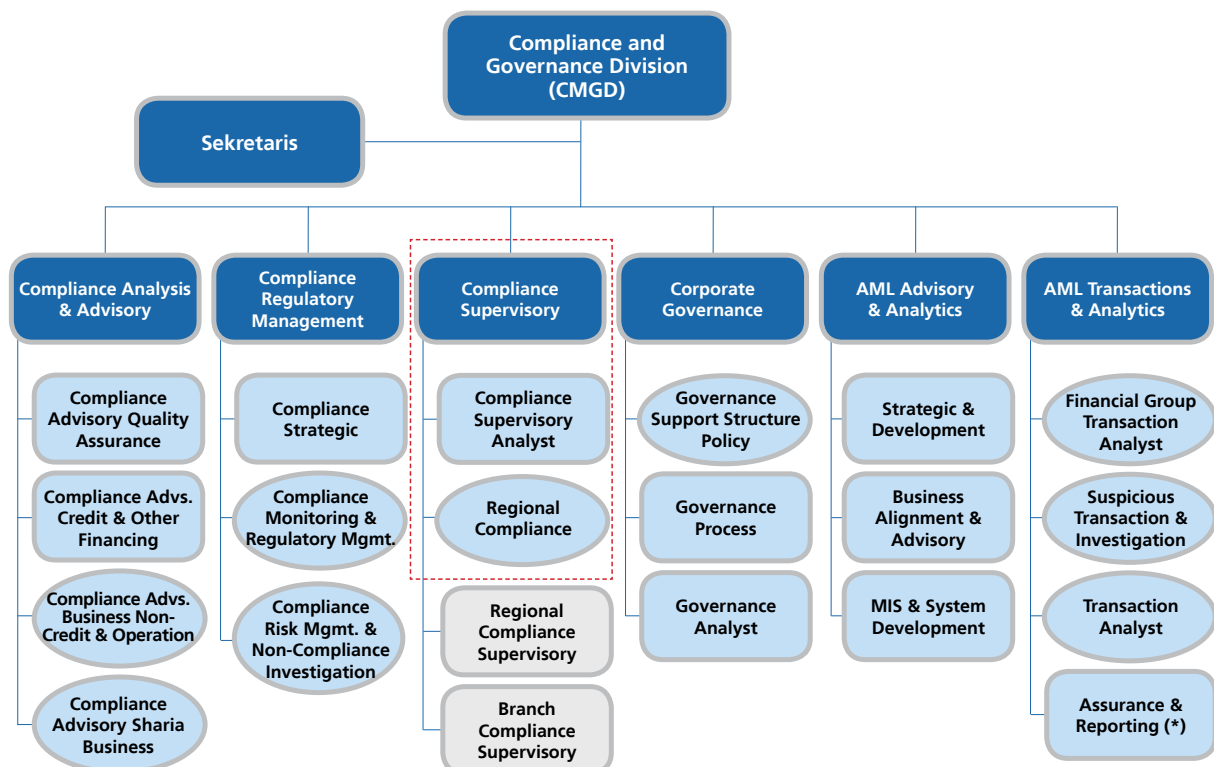 Compliance and
Governance Division
(CMGD)
Sekretaris
Compliance Analysis
& Advisory
Compliance
Regulatory
Management
Compliance
Supervisory
Corporate
Governance
AML Advisory
& Analytics
AML Transactions
& Analytics
Compliance
Advisory Quality
Assurance
Compliance Advs.
Credit & Other
Financing
Compliance Advs.
Business Non-
Credit & Operation
Compliance
Advisory Sharia
Business
Compliance
Strategic
Compliance
Monitoring &
Regulatory Mgmt.
Compliance
Risk Mgmt. &
Non-Compliance
Investigation
Compliance
Supervisory
Analyst
Regional
Compliance
Regional
Compliance
Supervisory
Branch
Compliance
Supervisory
Governance
Support Structure
Policy
Governance
Process
Governance
Analyst
Strategic &
Development
Business
Alignment &
Advisory
MIS & System
Development
Financial Group
Transaction
Analyst
Suspicious
Transaction &
Investigation
Transaction
Analyst
Assurance &
Reporting (*)